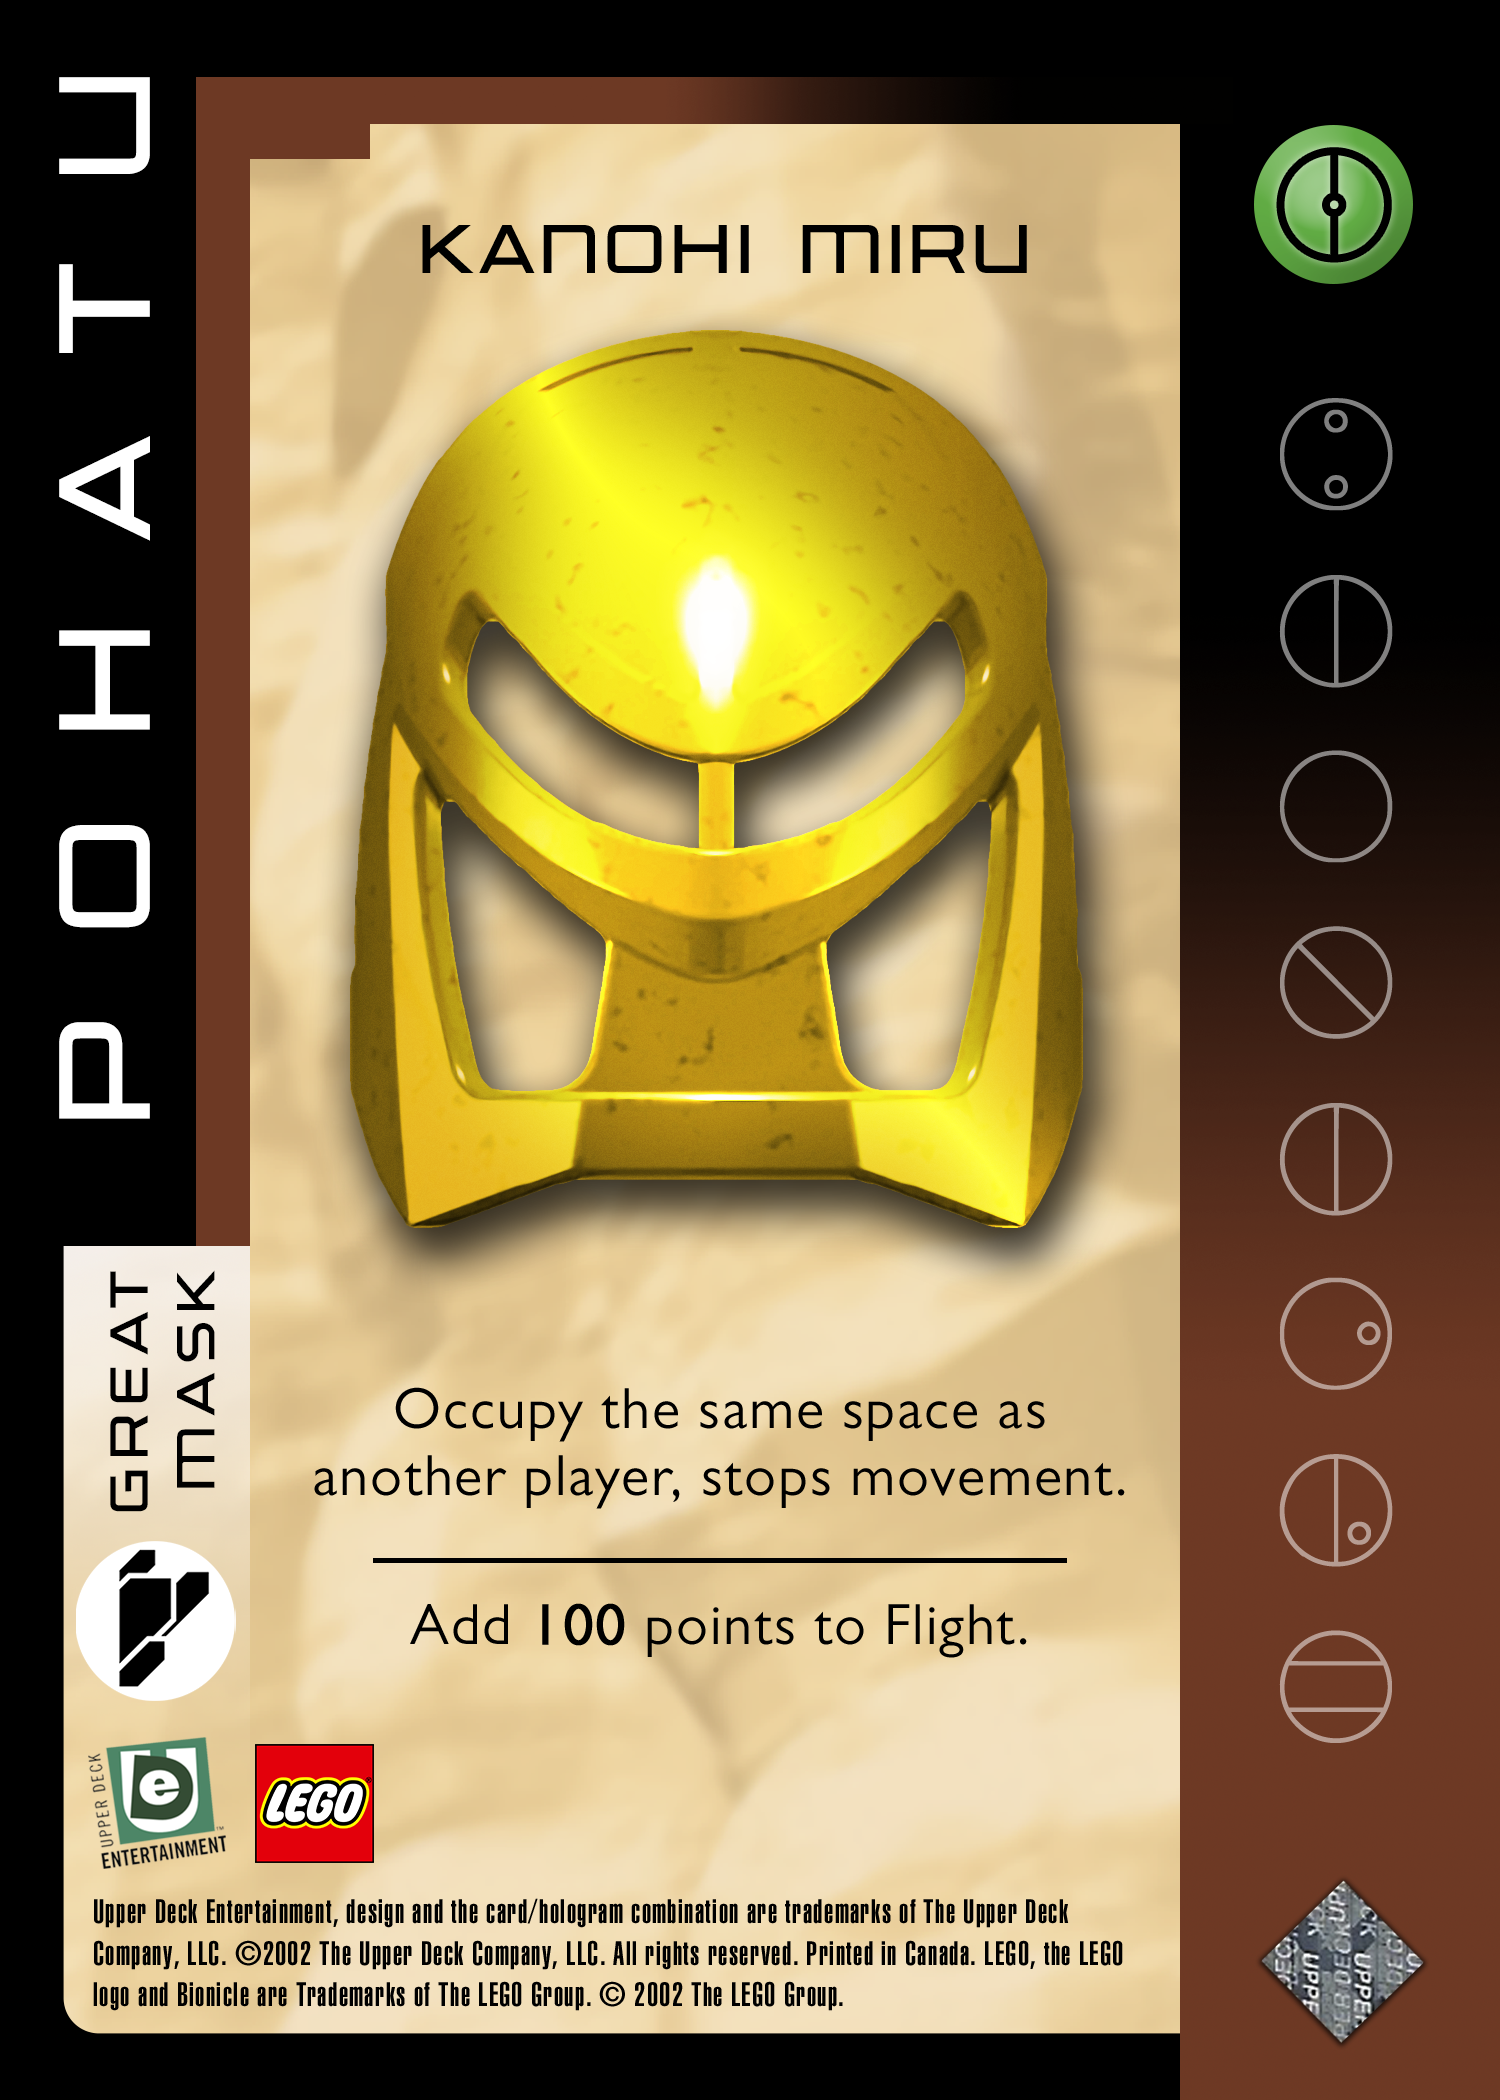 POHATU
KANOHI MIRU
Occupy the same space as
another player, stops movement.
Add 100 points to Flight.
GREAT
MASK
UPPER DECK
e
ENTERTAINMENT™
LEGO
Upper Deck Entertainment, design and the card/hologram combination are trademarks of The Upper Deck
Company, LLC. ©2002 The Upper Deck Company, LLC. All rights reserved. Printed in Canada. LEGO, the LEGO
logo and Bionicle are Trademarks of The LEGO Group. © 2002 The LEGO Group.